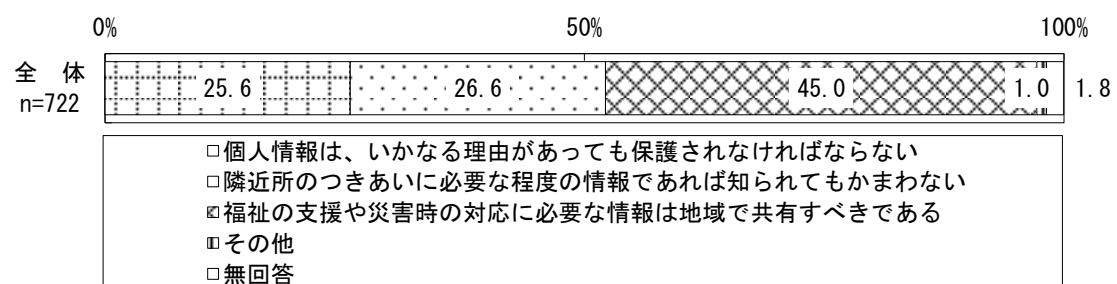 0% 50% 100%
全 体
n=722
25.6 26.6 45.0 1.0 1.8
個人情報は、いかなる理由があっても保護されなければならない
隣近所のつきあいに必要な程度の情報であれば知られてもかまわない
福祉の支援や災害時の対応に必要な情報は地域で共有すべきである
その他
無回答